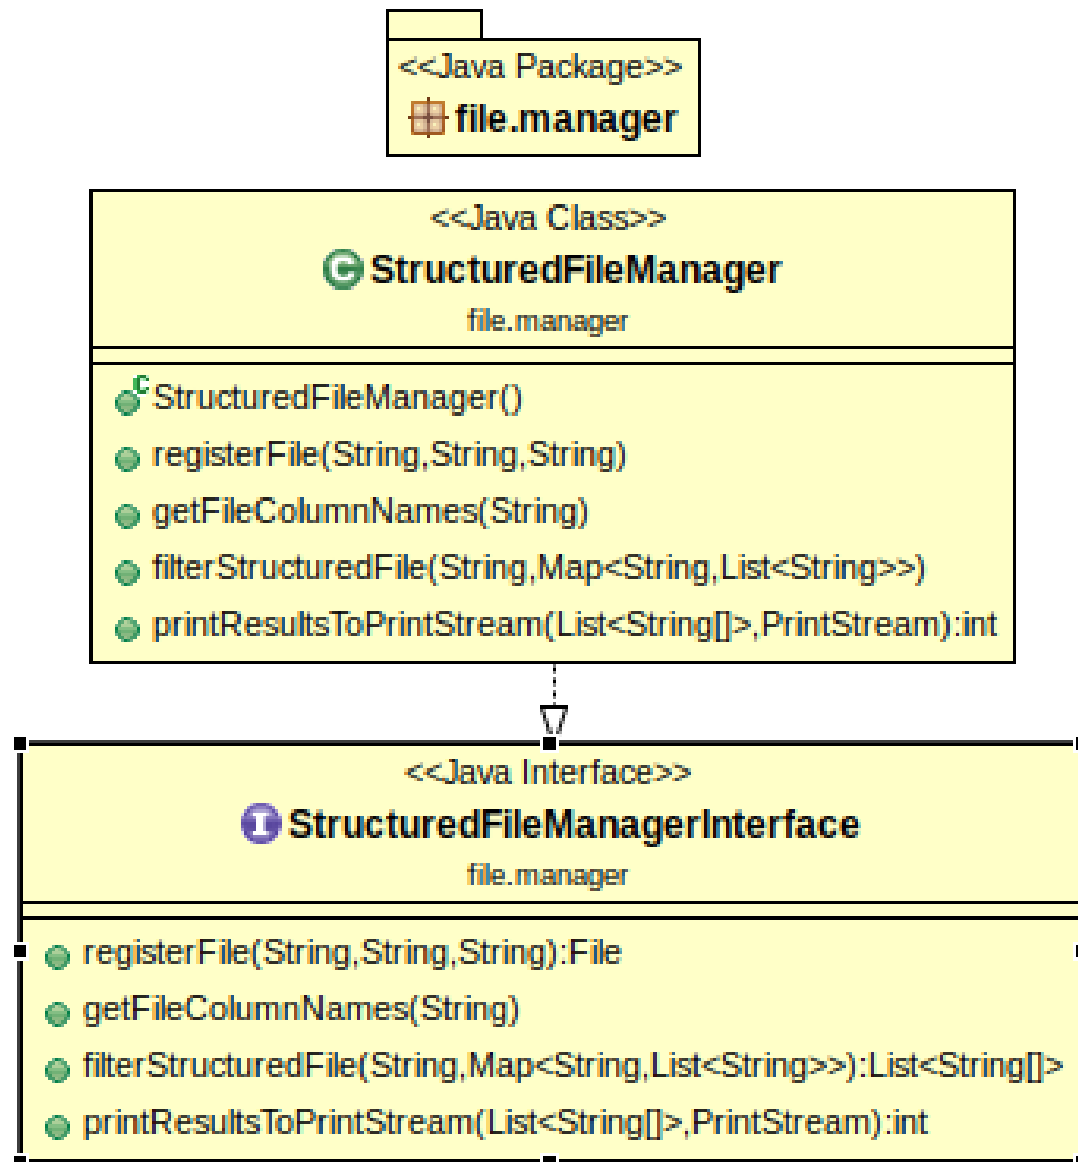 <<Java Package>>
file.manager
<<Java Class>>
C StructuredFileManager
file.manager
C StructuredFileManager()
registerFile(String,String,String)
getFileColumnNames(String)
filterStructuredFile(String,Map<String,List<String>>)
printResultsToPrintStream(List<String[]>,PrintStream):int
<<Java Interface>>
I StructuredFileManagerInterface
file.manager
registerFile(String,String,String):File
getFileColumnNames(String)
filterStructuredFile(String,Map<String,List<String>>):List<String[]>
printResultsToPrintStream(List<String[]>,PrintStream):int